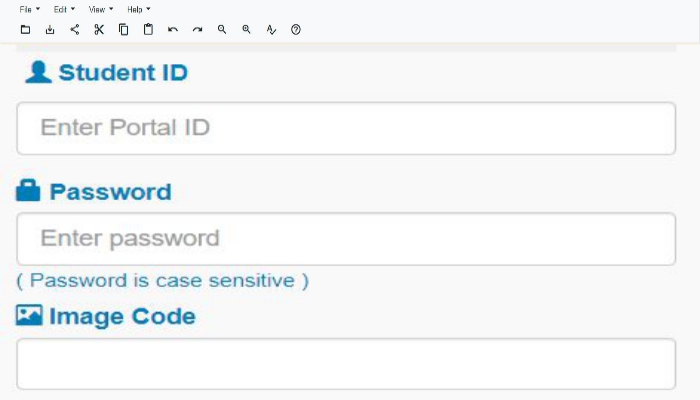 File Edit View Help
Student ID
Enter Portal ID
Password
Enter password
( Password is case sensitive )
Image Code